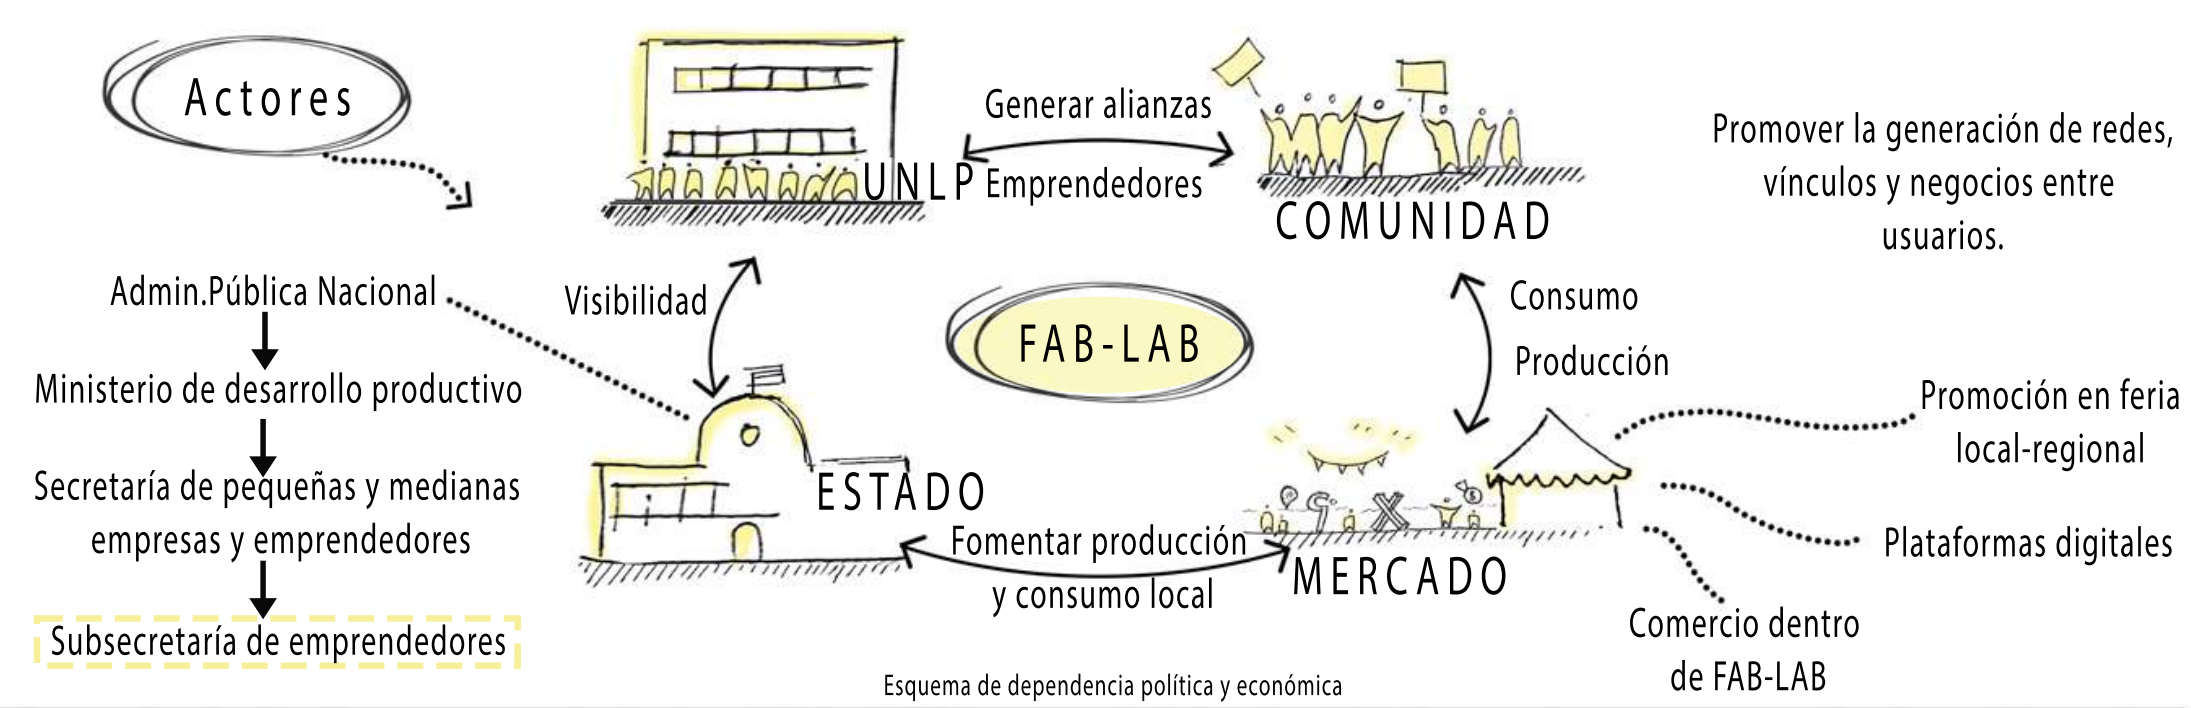 Actores
UNLP
Generar alianzas
Emprendedores
COMUNIDAD
Promover la generación de redes,
vínculos y negocios entre
usuarios.
Admin.Pública Nacional
Ministerio de desarrollo productivo
Secretaría de pequeñas y medianas
empresas y emprendedores
Subsecretaría de emprendedores
Visibilidad
FAB-LAB
Consumo
Producción
ESTADO
Fomentar producción
y consumo local
MERCADO
Promoción en feria
local-regional
Plataformas digitales
Comercio dentro
de FAB-LAB
Esquema de dependencia política y económica